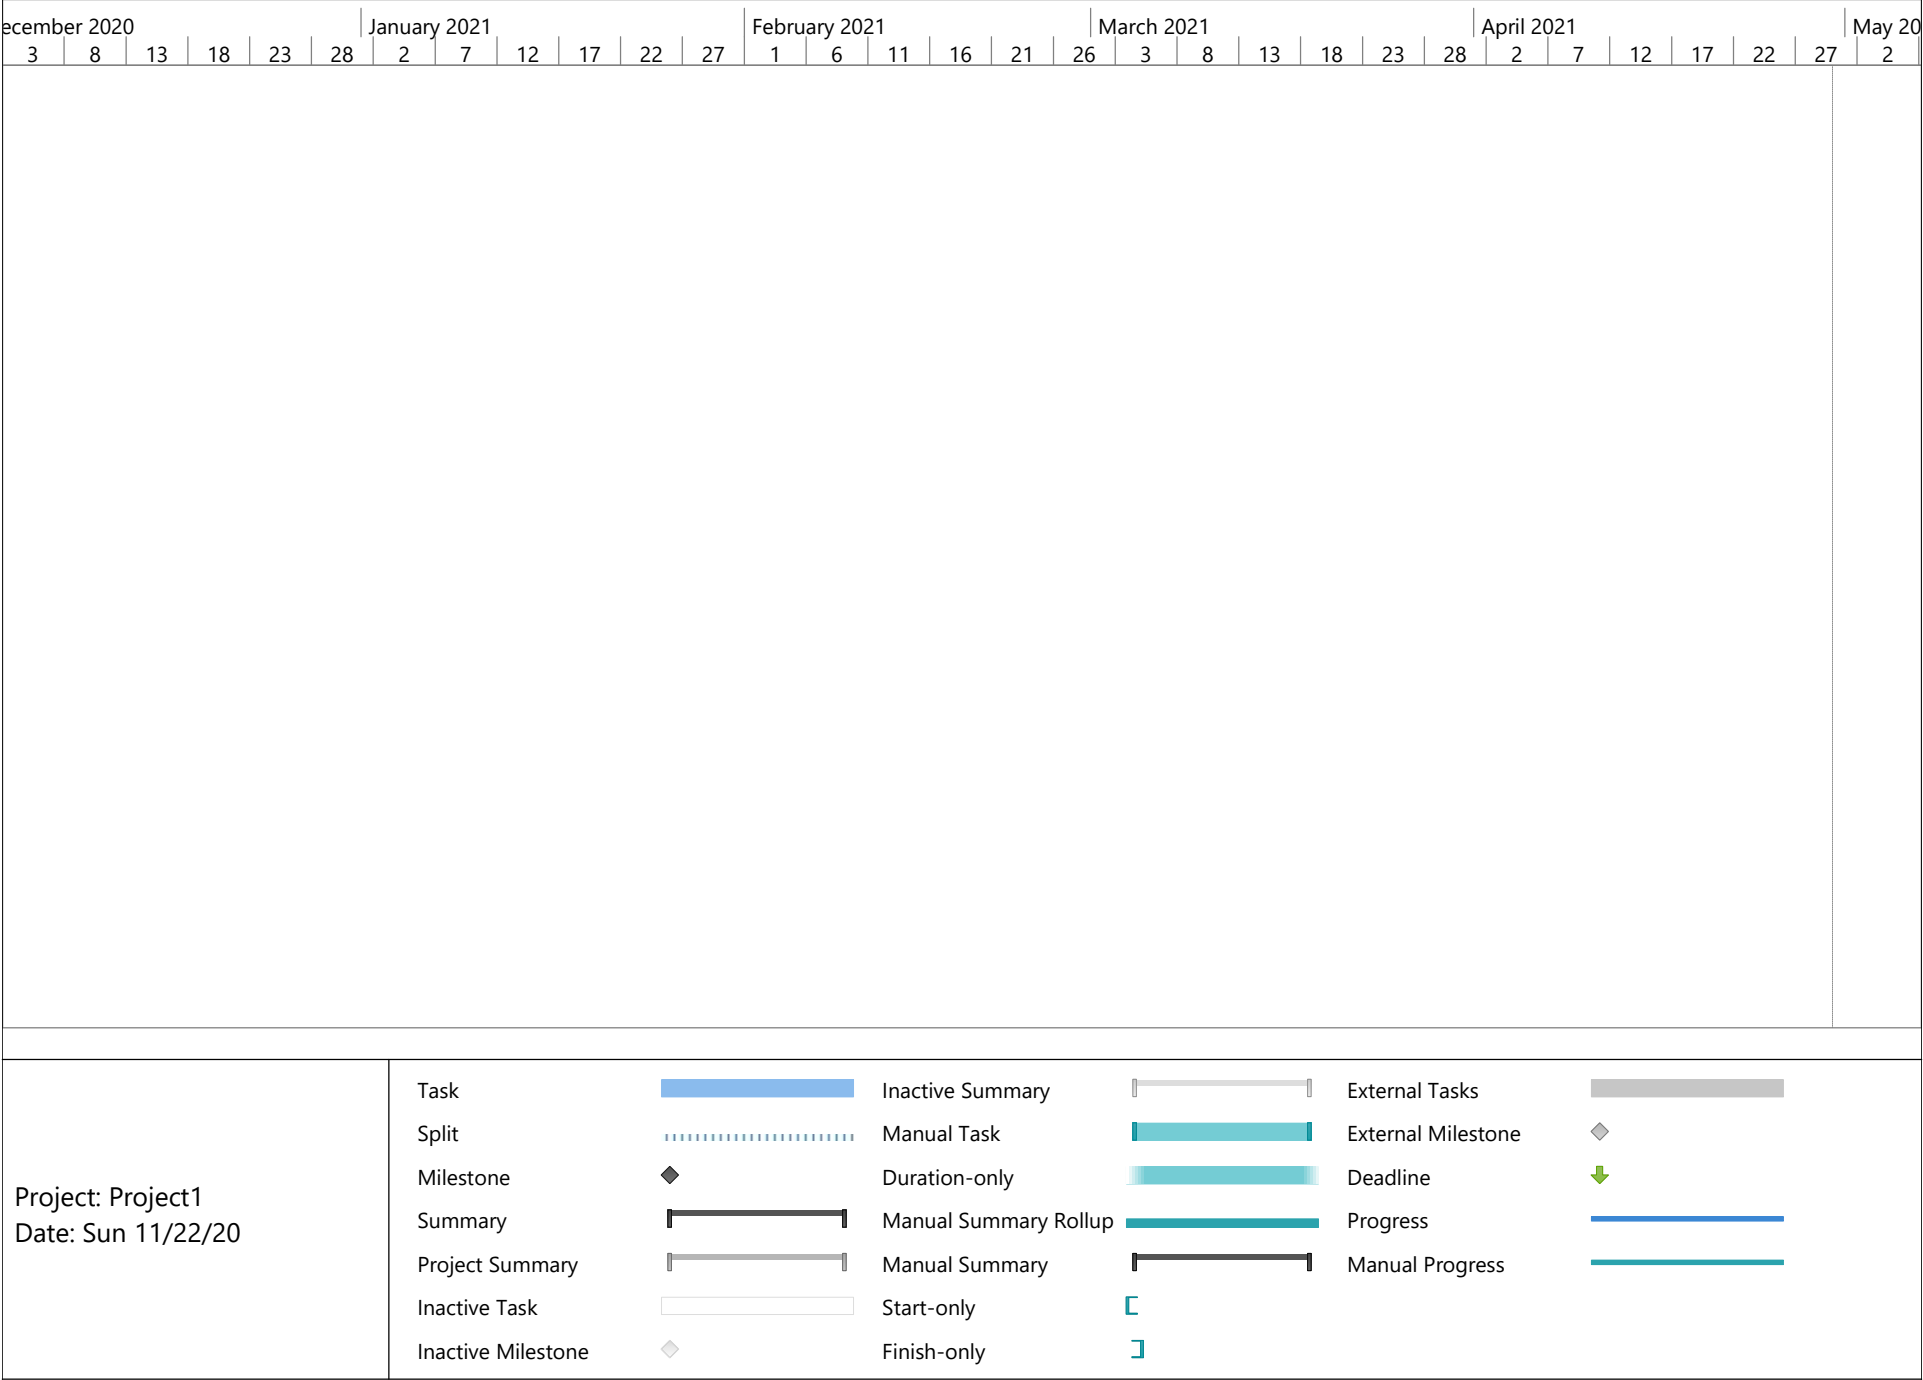 ecember 2020 January 2021 February 2021 March 2021 April 2021 May 20
3 8 13 18 23 28 2 7 12 17 22 27 1 6 11 16 21 26 3 8 13 18 23 28 2 7 12 17 22 27 2
Project: Project1
Date: Sun 11/22/20
Task
Split
Milestone
Summary
Project Summary
Inactive Task
Inactive Milestone
Inactive Summary
Manual Task
Duration-only
Manual Summary Rollup
Manual Summary
Start-only
Finish-only
External Tasks
External Milestone
Deadline
Progress
Manual Progress